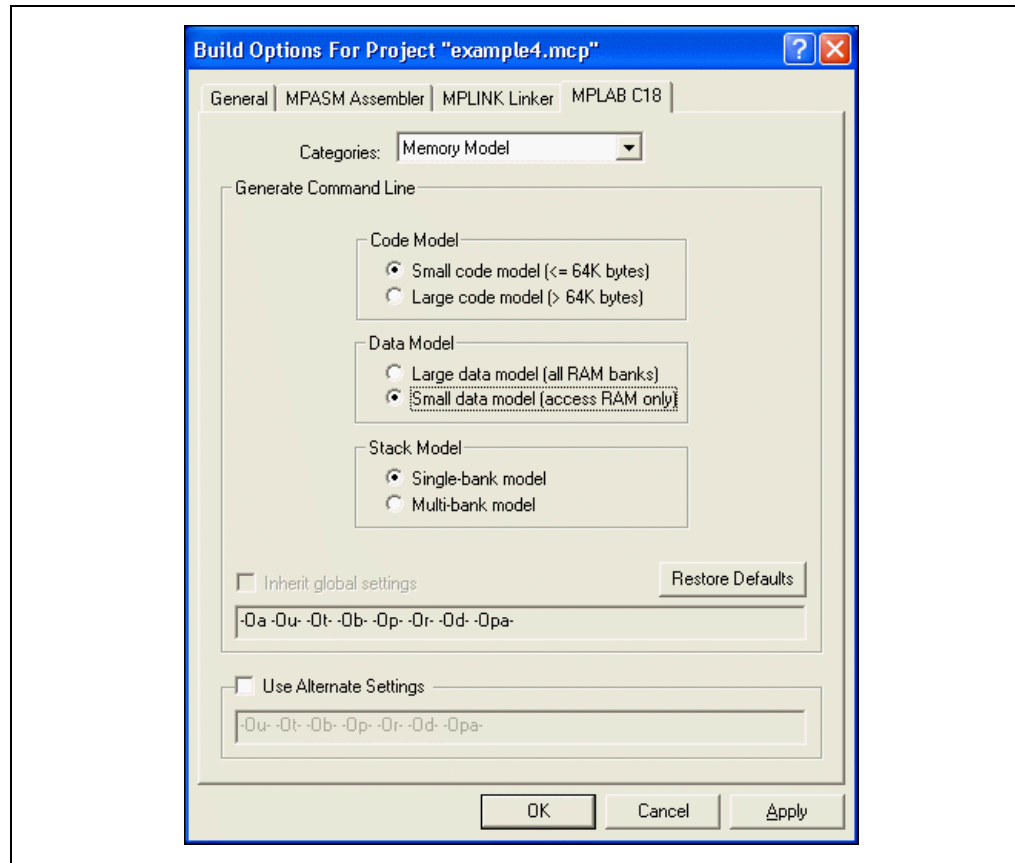 Build Options For Project "example4.mcp"
General MPASM Assembler MPLINK Linker MPLAB C18
Categories: Memory Model
Generate Command Line
Code Model
Small code model (<= 64K bytes)
Large code model (> 64K bytes)
Data Model
Large data model (all RAM banks)
Small data model (access RAM only)
Stack Model
Single-bank model
Multi-bank model
Inherit global settings Restore Defaults
-Oa -Ou- -Ot- -Ob- -Op- -Or- -Od- -Opa-
Use Alternate Settings
-Ou- -Ot- -Ob- -Op- -Or- -Od- -Opa-
OK Cancel Apply